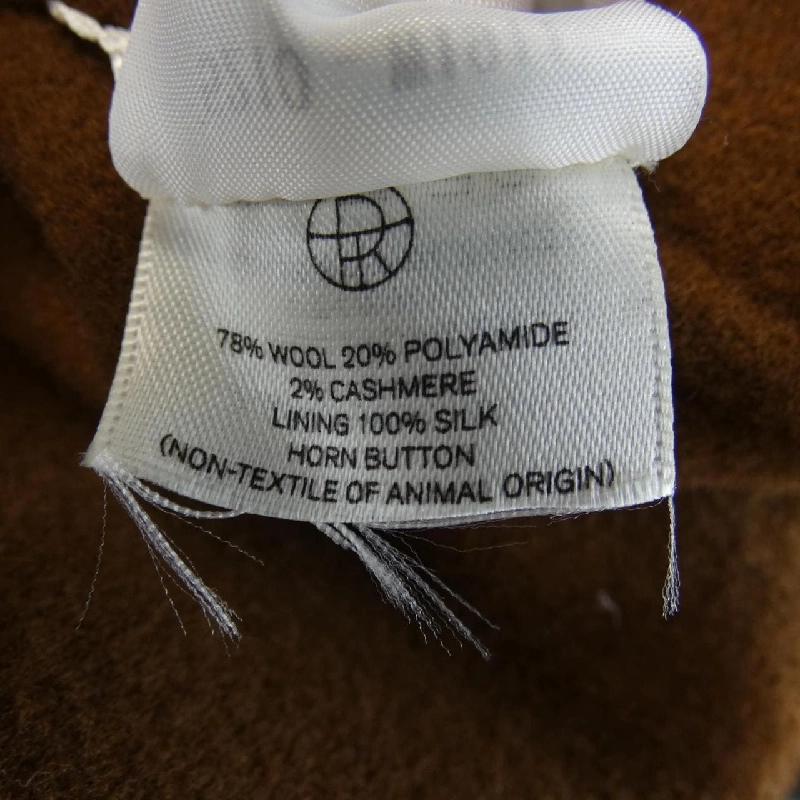 78% WOOL 20% POLYAMIDE
2% CASHMERE
LINING 100% SILK
HORN BUTTON
(NON-TEXTILE OF ANIMAL ORIGIN)